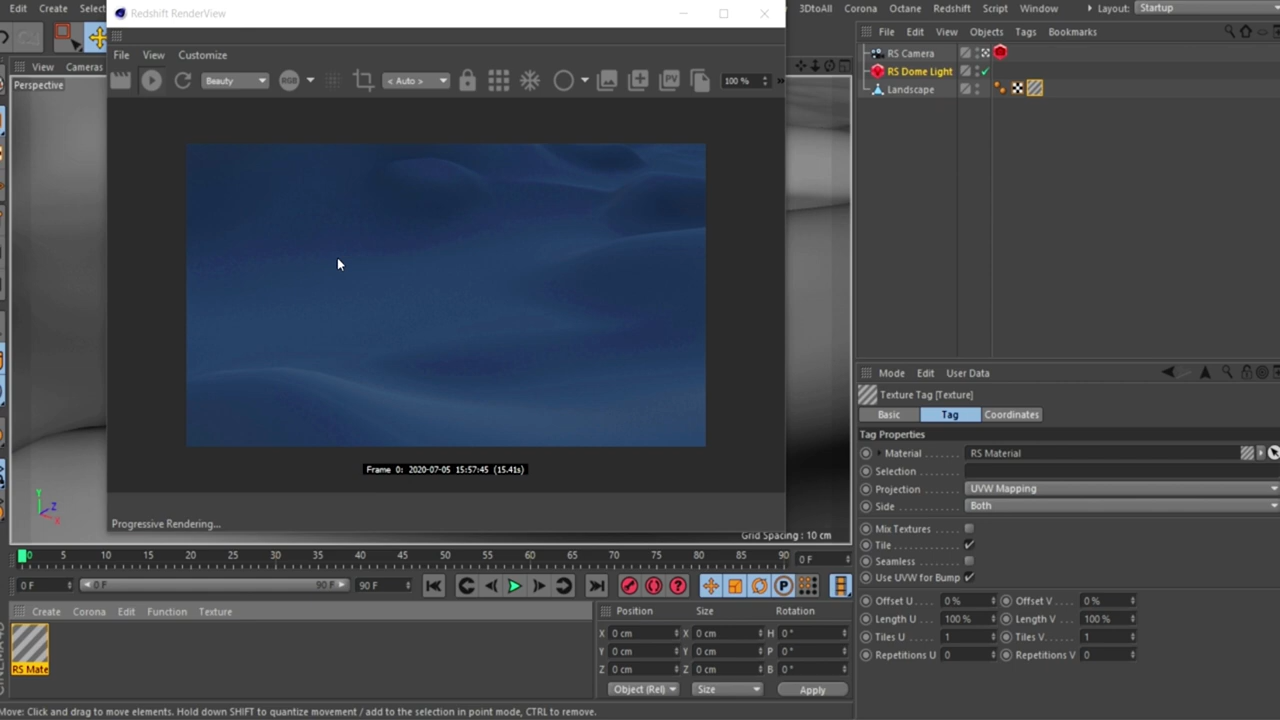 Edit Create Select
Redshift RenderView
3DtoAll Corona Octane Redshift Script Window Layout: Startup
File Edit View Objects Tags Bookmarks
File View Customize
Beauty RGB < Auto > PV 100 % »
View Cameras
Perspective
RS Camera
RS Dome Light
Landscape
Frame 0: 2020-07-05 15:57:45 (15.41s)
Progressive Rendering...
Grid Spacing : 10 cm
Y Z X
Mode Edit User Data
Texture Tag [Texture]
Basic Tag Coordinates
Tag Properties
Material RS Material
Selection
Projection UVW Mapping
Side Both
Mix Textures
Tile
Seamless
Use UVW for Bump
Offset U 0 % Offset V 0 %
Length U 100 % Length V 100 %
Tiles U 1 Tiles V 1
Repetitions U 0 Repetitions V 0
0 5 10 15 20 25 30 35 40 45 50 55 60 65 70 75 80 85 90 0 F
0 F 0 F 90 F 90 F
Create Corona Edit Function Texture
RS Mate
Position Size Rotation
X 0 cm X 0 cm H 0 °
Y 0 cm Y 0 cm P 0 °
Z 0 cm Z 0 cm B 0 °
Object (Rel) Size Apply
CINEMA 4D
Move: Click and drag to move elements. Hold down SHIFT to quantize movement / add to the selection in point mode, CTRL to remove.